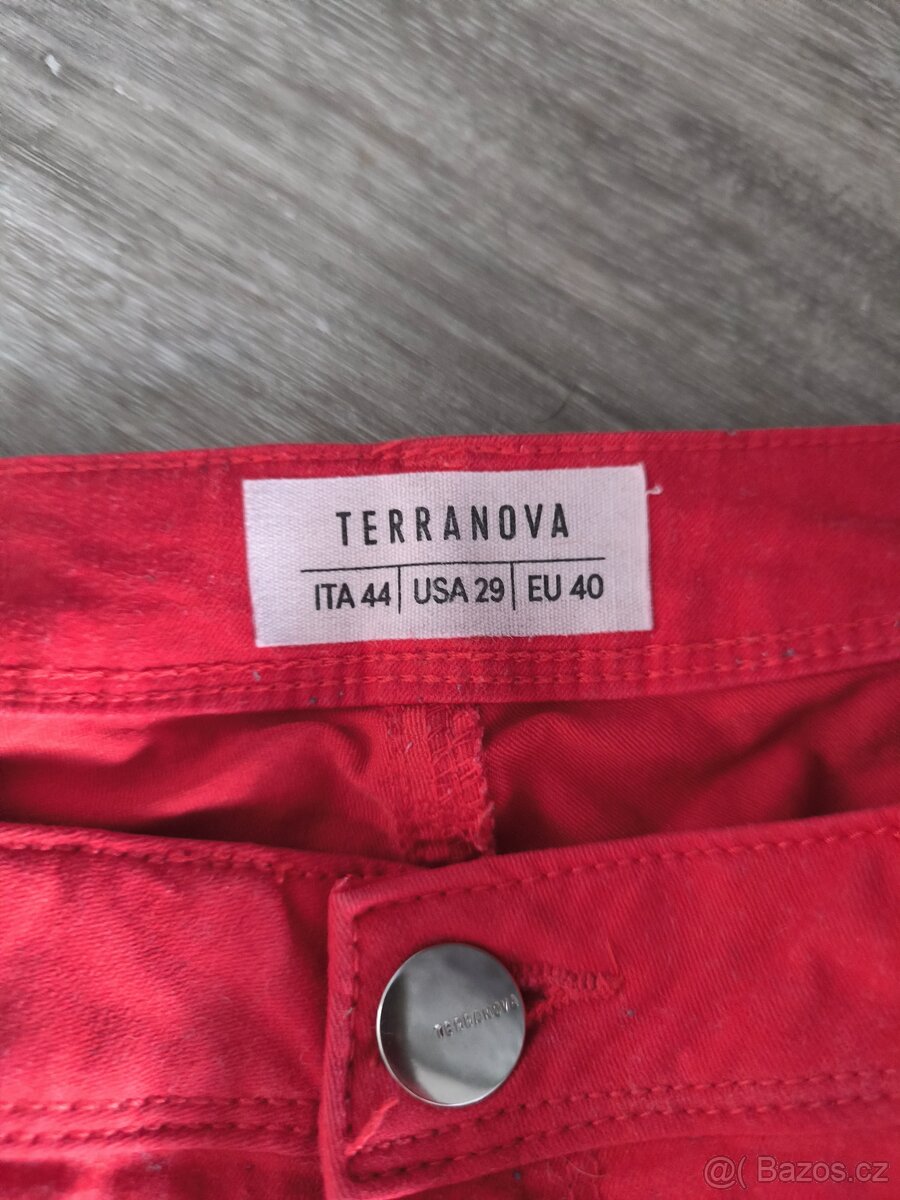 TERRANOVA
ITA 44 | USA 29 | EU 40
TERRANOVA
@( Bazos.cz